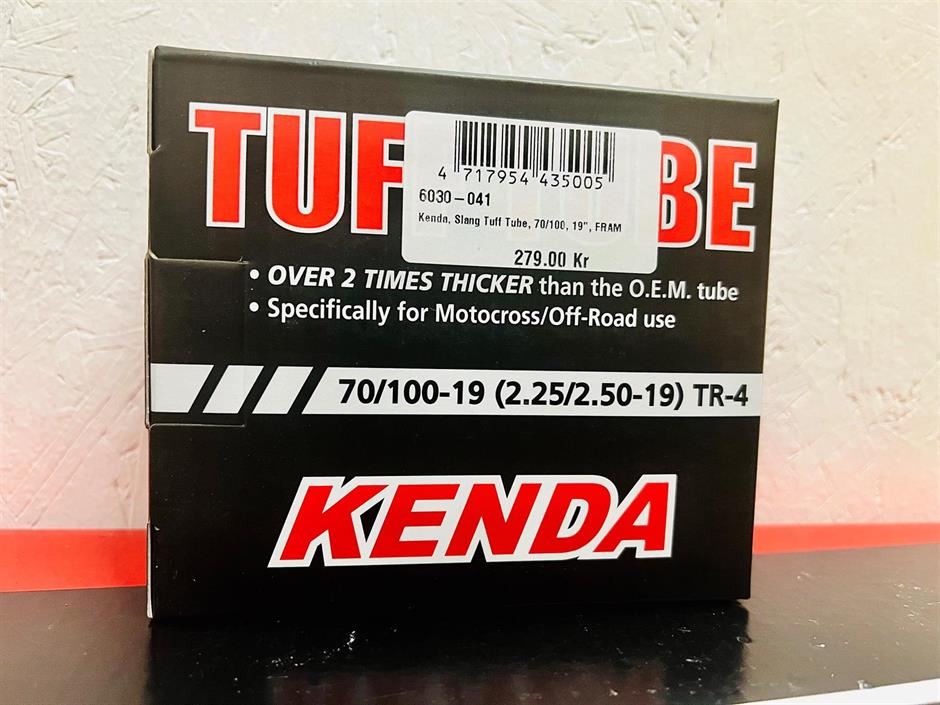 TUF BE
4 717954 435005
6030-041
Kenda, Slang Tuff Tube, 70/100, 19", FRAM
279.00 Kr
• OVER 2 TIMES THICKER than the O.E.M. tube
• Specifically for Motocross/Off-Road use
70/100-19 (2.25/2.50-19) TR-4
KENDA